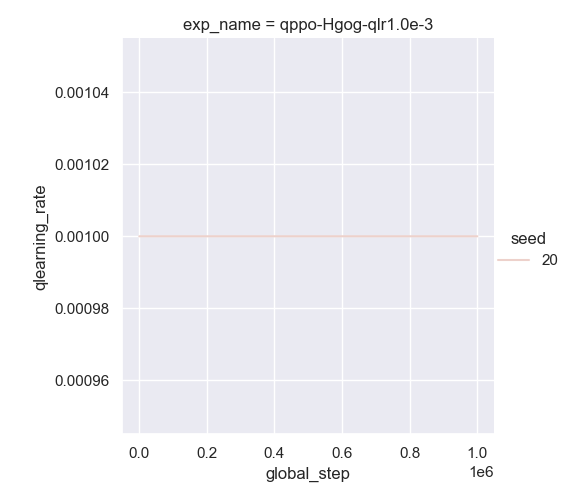 exp_name = qppo-Hgog-qlr1.0e-3
0.00104
0.00102
0.00100
0.00098
0.00096
qlearning_rate
0.0 0.2 0.4 0.6 0.8 1.0
1e6
global_step
seed
20